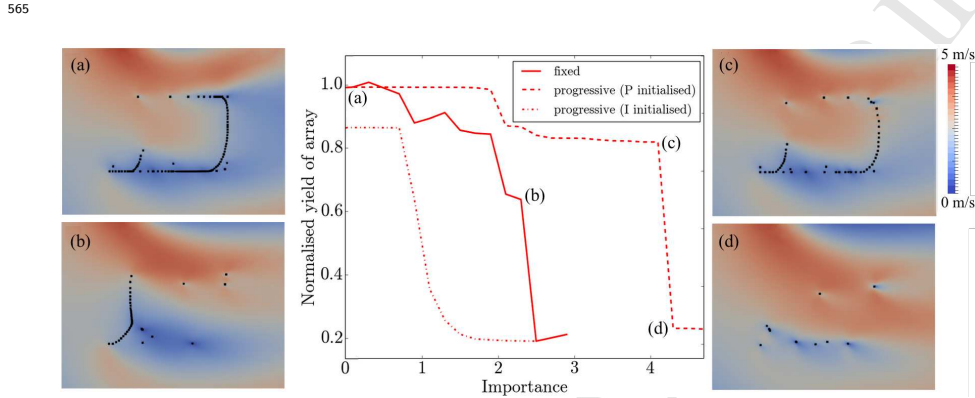 565
(a)
(b)
1.0
0.8
0.6
0.4
0.2
0
1
2
3
4
Normalised yield of array
Importance
fixed
progressive (P initialised)
progressive (I initialised)
(a)
(b)
(c)
(d)
(c)
(d)
5 m/s
0 m/s